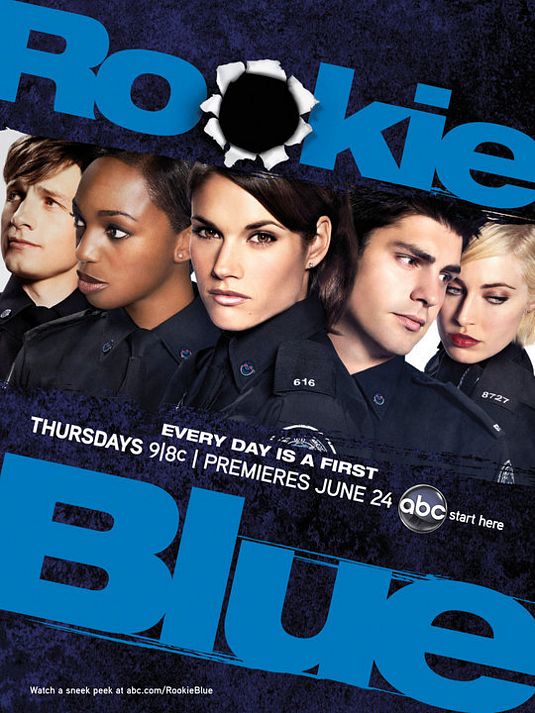 Rookie
616
8727
EVERY DAY IS A FIRST
THURSDAYS 9|8c | PREMIERES JUNE 24
abc start here
Blue
Watch a sneek peek at abc.com/RookieBlue